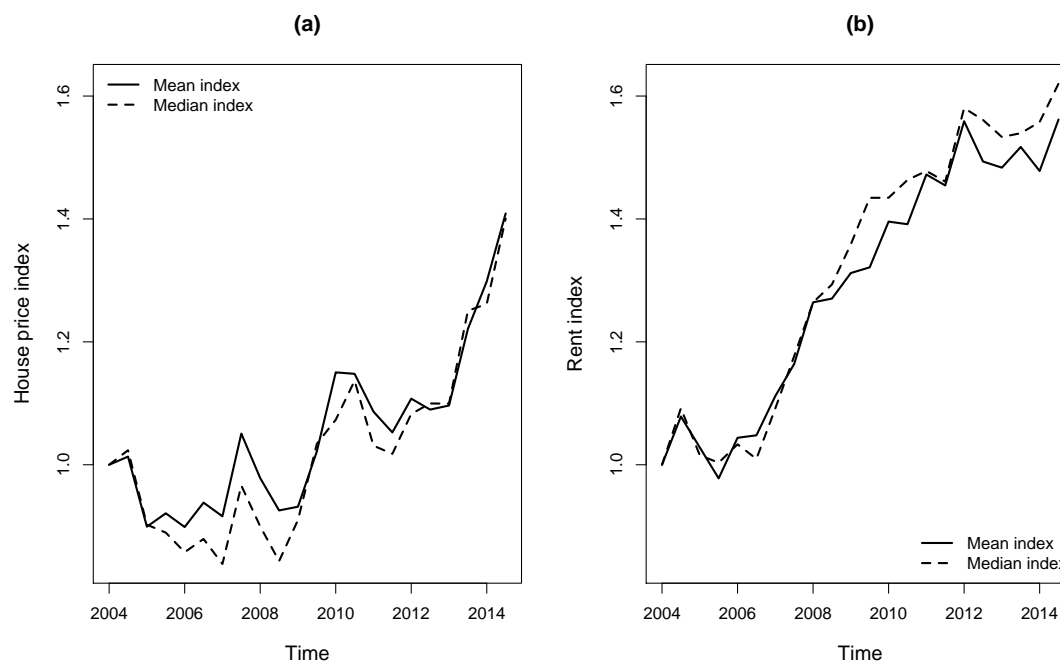 (a)
House price index
1.0 1.2 1.4 1.6
Mean index
Median index
2004 2006 2008 2010 2012 2014
Time
(b)
Rent index
1.0 1.2 1.4 1.6
Mean index
Median index
2004 2006 2008 2010 2012 2014
Time